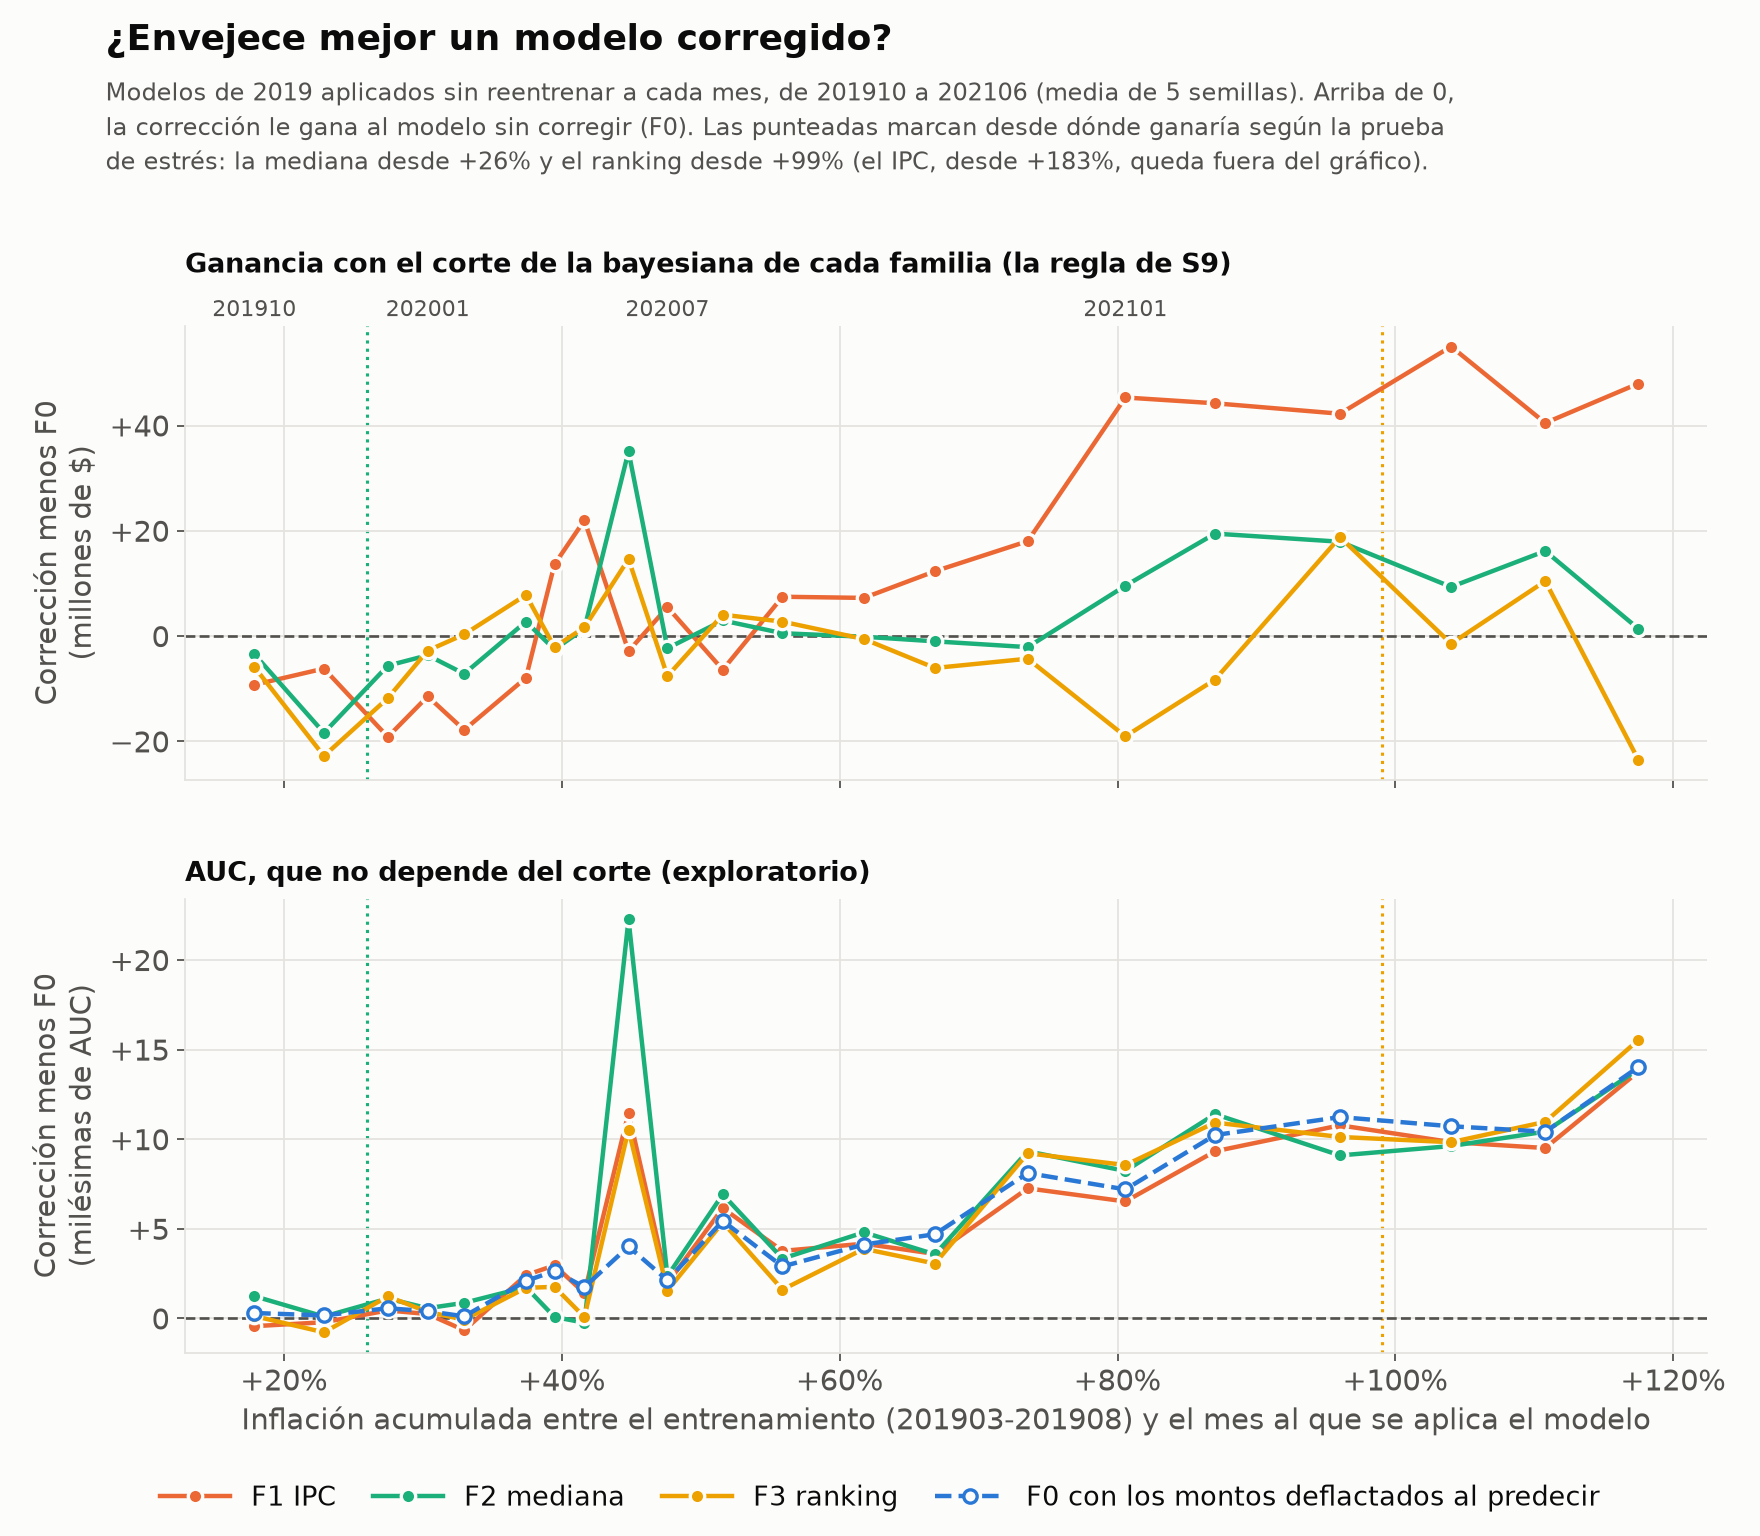 ¿Envejece mejor un modelo corregido?
Modelos de 2019 aplicados sin reentrenar a cada mes, de 201910 a 202106 (media de 5 semillas). Arriba de 0,
la corrección le gana al modelo sin corregir (F0). Las punteadas marcan desde dónde ganaría según la prueba
de estrés: la mediana desde +26% y el ranking desde +99% (el IPC, desde +183%, queda fuera del gráfico).
Ganancia con el corte de la bayesiana de cada familia (la regla de S9)
201910 202001 202007 202101
Corrección menos F0
(millones de $)
+40
+20
0
−20
AUC, que no depende del corte (exploratorio)
Corrección menos F0
(milésimas de AUC)
+20
+15
+10
+5
0
+20% +40% +60% +80% +100% +120%
Inflación acumulada entre el entrenamiento (201903-201908) y el mes al que se aplica el modelo
F1 IPC F2 mediana F3 ranking F0 con los montos deflactados al predecir